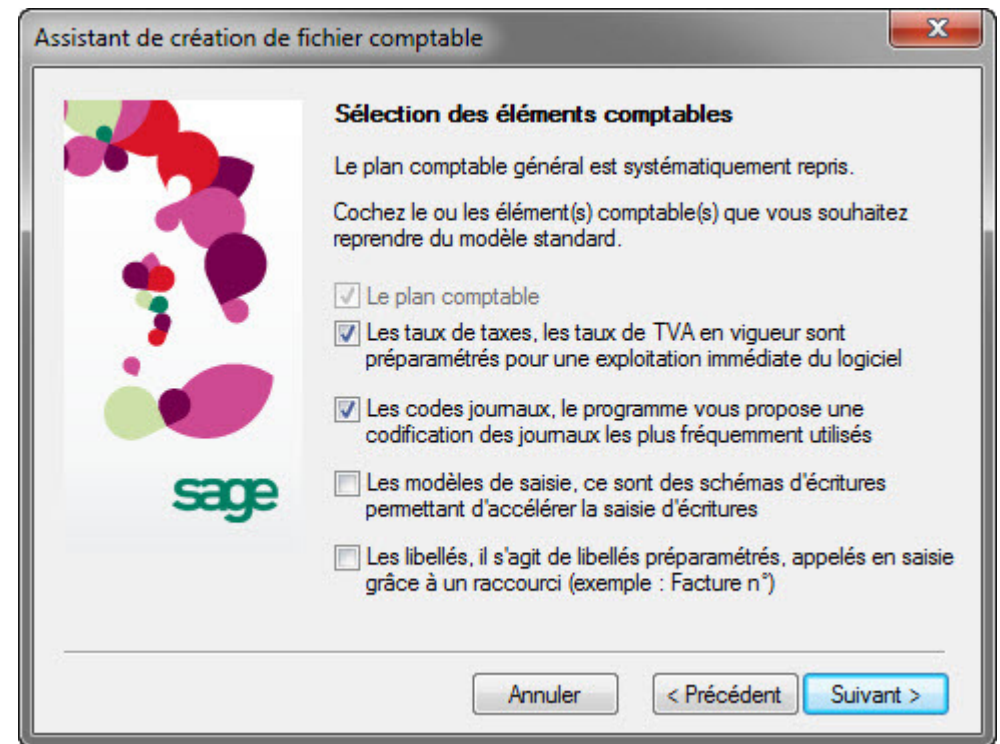 Assistant de création de fichier comptable
Sélection des éléments comptables
Le plan comptable général est systématiquement repris.
Cochez le ou les élément(s) comptable(s) que vous souhaitez
reprendre du modèle standard.
Le plan comptable
Les taux de taxes, les taux de TVA en vigueur sont
préparamétrés pour une exploitation immédiate du logiciel
Les codes journaux, le programme vous propose une
codification des journaux les plus fréquemment utilisés
sage
Les modèles de saisie, ce sont des schémas d'écritures
permettant d'accélérer la saisie d'écritures
Les libellés, il s'agit de libellés préparamétrés, appelés en saisie
grâce à un raccourci (exemple : Facture n°)
Annuler
< Précédent
Suivant >